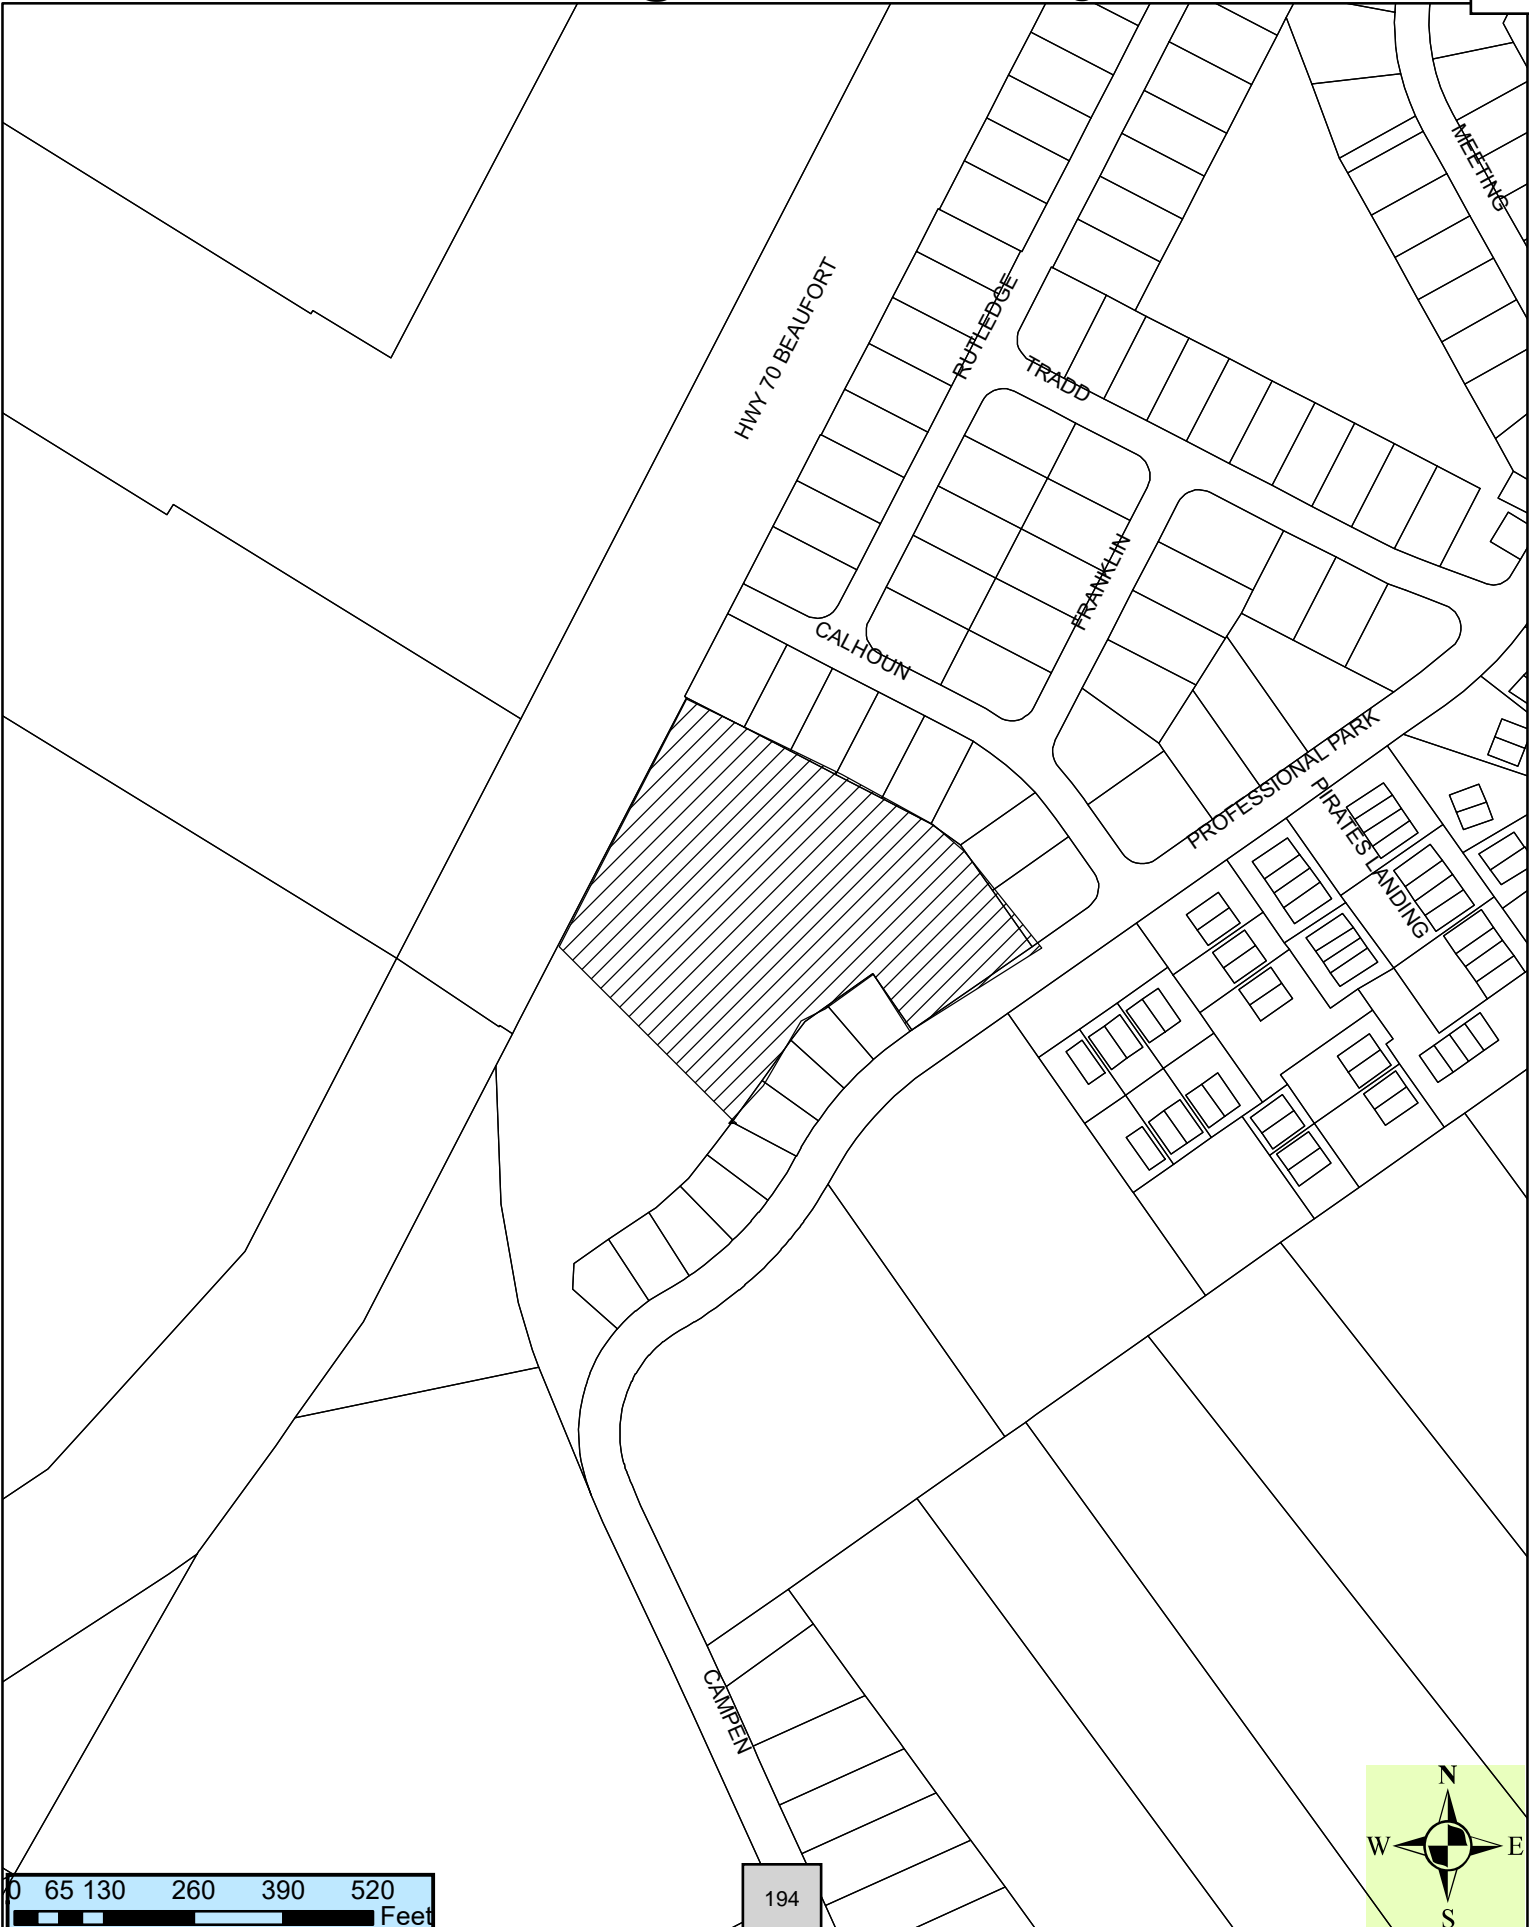 MEETING
HWY 70 BEAUFORT
RUTLEDGE
TRADD
FRANKLIN
CALHOUN
PROFESSIONAL PARK
PIRATES LANDING
CAMPEN
N
W E
S
0 65 130 260 390 520
Feet
194